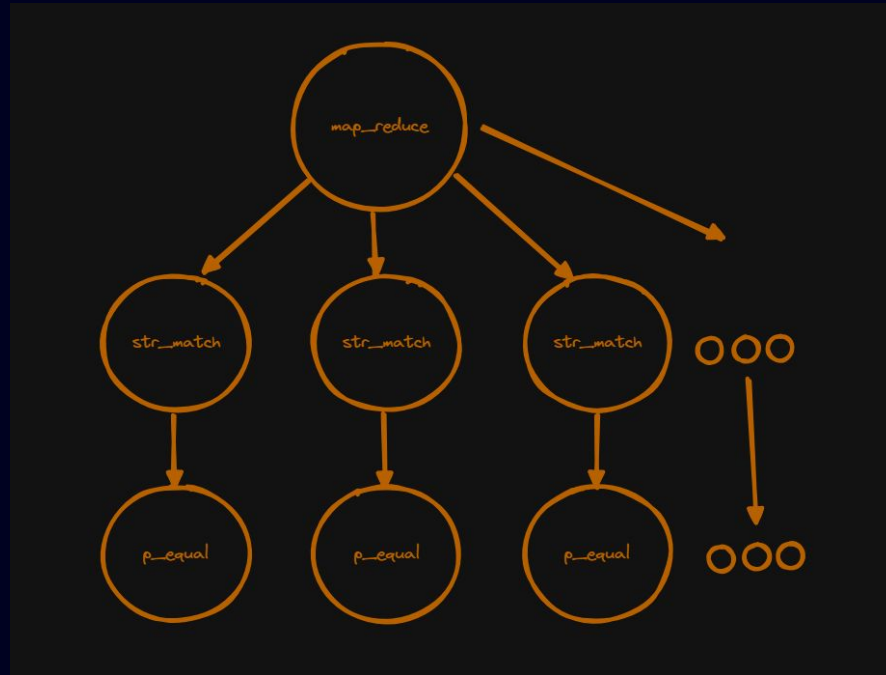 map_reduce
str_match
str_match
str_match
p_equal
p_equal
p_equal